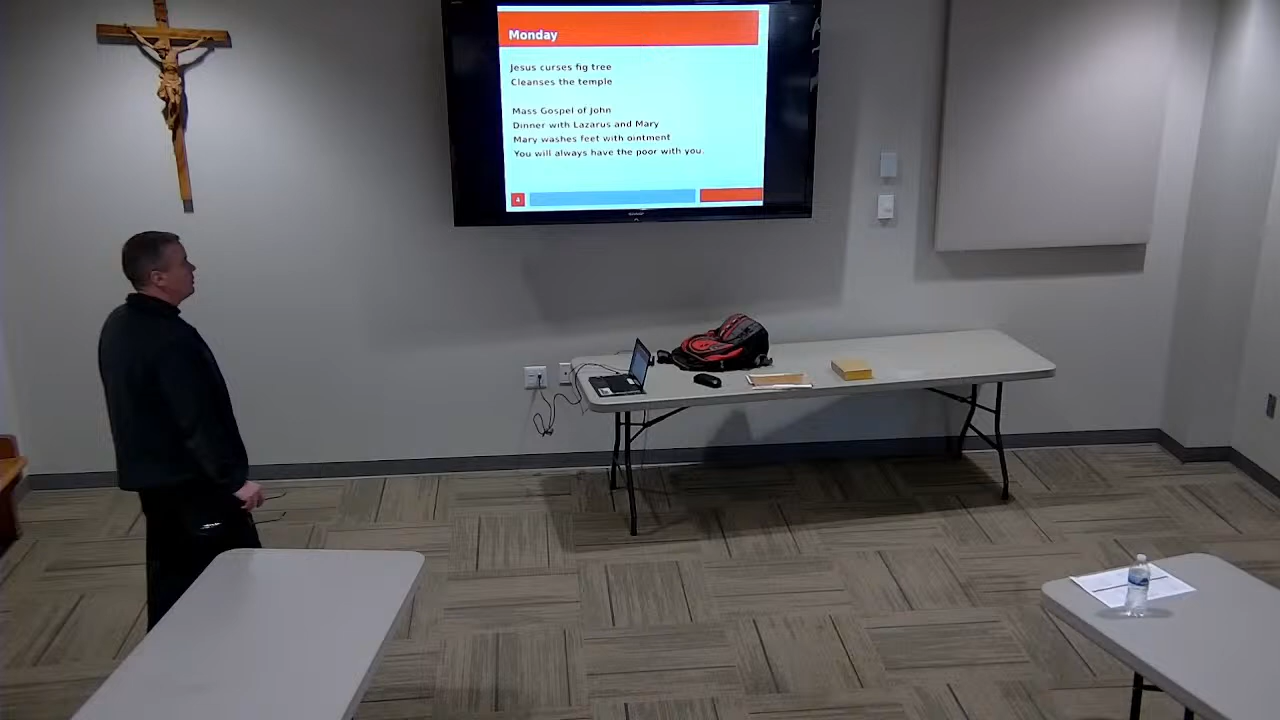 Monday
Jesus curses fig tree
Cleanses the temple
Mass Gospel of John
Dinner with Lazarus and Mary
Mary washes feet with ointment
You will always have the poor with you.